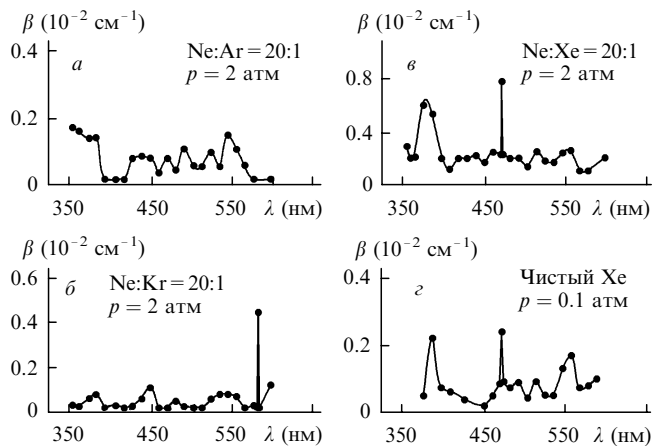 β (10⁻² см⁻¹)
0.4
0.2
0
а
Ne:Ar = 20:1
p = 2 атм
350 450 550 λ (нм)
β (10⁻² см⁻¹)
0.8
0.4
0
в
Ne:Xe = 20:1
p = 2 атм
350 450 550 λ (нм)
β (10⁻² см⁻¹)
0.6
0.4
0.2
0
б
Ne:Kr = 20:1
p = 2 атм
350 450 550 λ (нм)
β (10⁻² см⁻¹)
0.4
0.2
0
г
Чистый Xe
p = 0.1 атм
350 450 550 λ (нм)